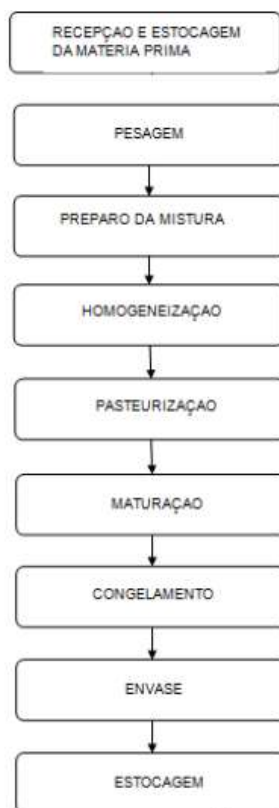 RECEPÇAO E ESTOCAGEM
DA MATERIA PRIMA
PESAGEM
PREPARO DA MISTURA
HOMOGENEIZAÇAO
PASTEURIZAÇAO
MATURAÇAO
CONGELAMENTO
ENVASE
ESTOCAGEM